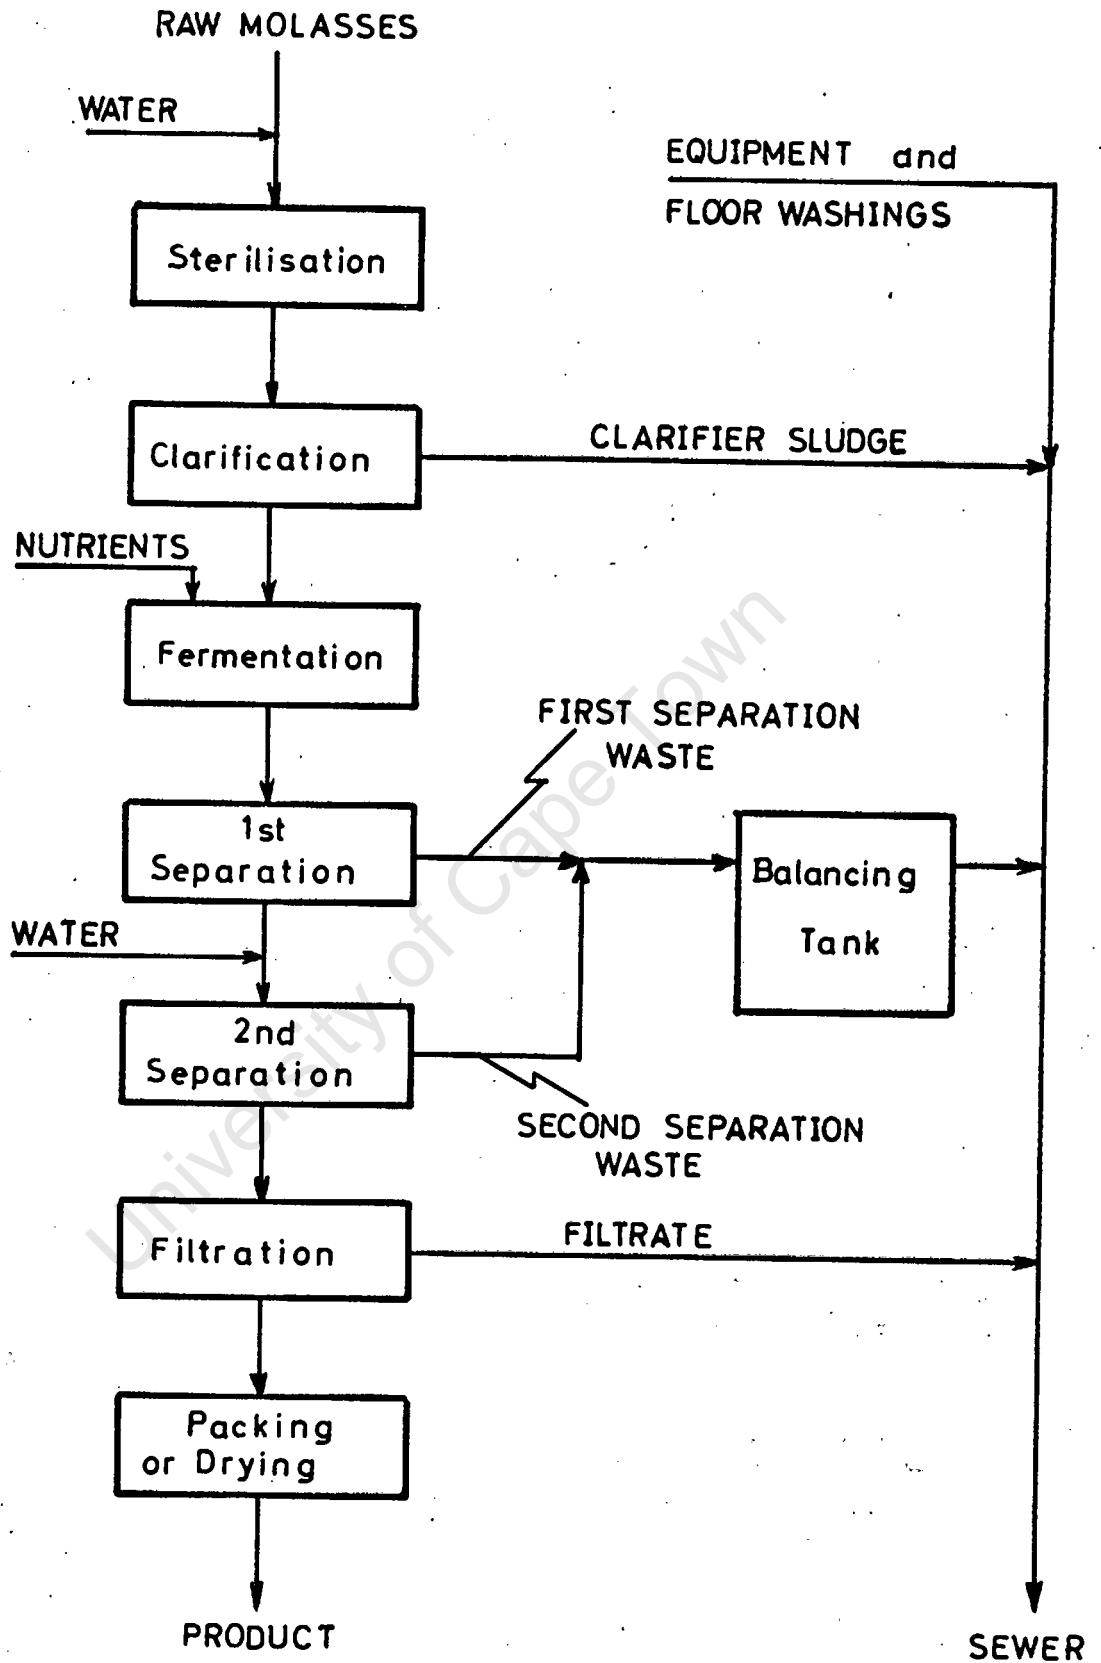 RAW MOLASSES
WATER
EQUIPMENT and
FLOOR WASHINGS
Sterilisation
CLARIFIER SLUDGE
Clarification
NUTRIENTS
Fermentation
FIRST SEPARATION
WASTE
1st
Separation
Balancing
Tank
WATER
2nd
Separation
SECOND SEPARATION
WASTE
FILTRATE
Filtration
Packing
or Drying
PRODUCT
SEWER
University of Cape Town